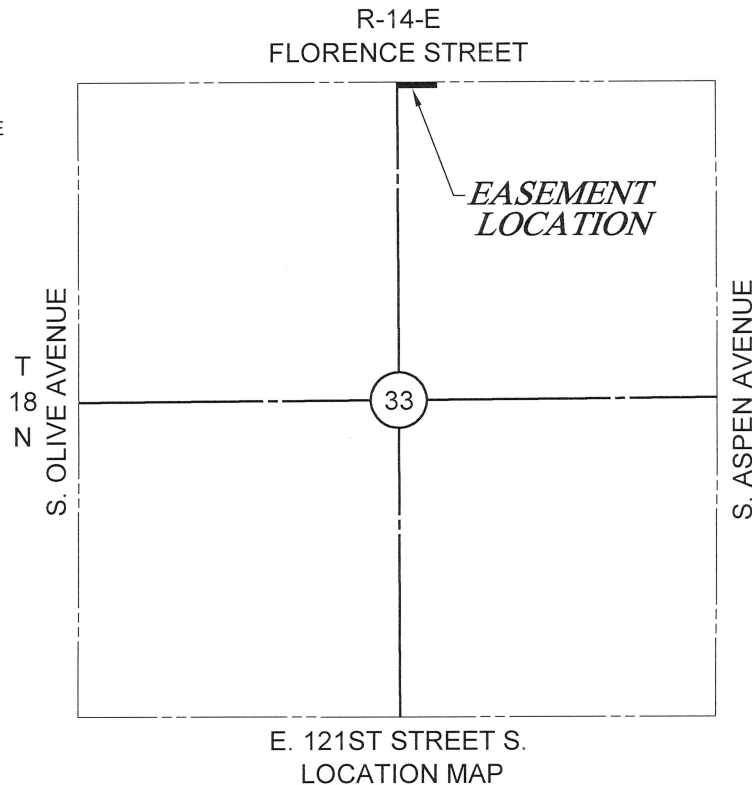 R-14-E
FLORENCE STREET
E
EASEMENT
LOCATION
S. OLIVE AVENUE
T
18
N
33
S. ASPEN AVENUE
E. 121ST STREET S.
LOCATION MAP